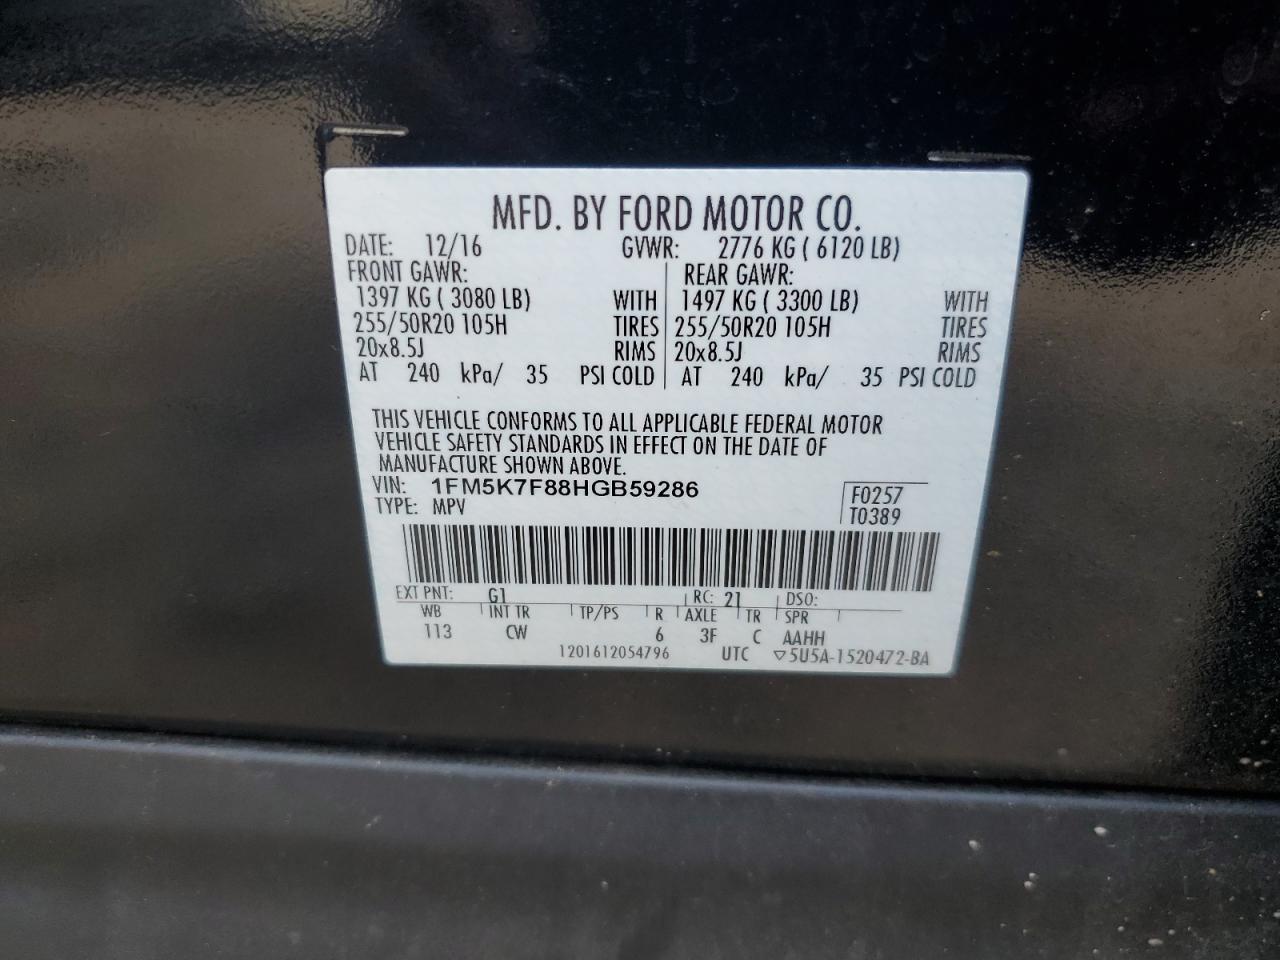 MFD. BY FORD MOTOR CO.
DATE: 12/16 GVWR: 2776 KG ( 6120 LB)
FRONT GAWR: REAR GAWR:
1397 KG ( 3080 LB) WITH 1497 KG ( 3300 LB) WITH
255/50R20 105H TIRES 255/50R20 105H TIRES
20x8.5J RIMS 20x8.5J RIMS
AT 240 kPa/ 35 PSI COLD AT 240 kPa/ 35 PSI COLD
THIS VEHICLE CONFORMS TO ALL APPLICABLE FEDERAL MOTOR
VEHICLE SAFETY STANDARDS IN EFFECT ON THE DATE OF
MANUFACTURE SHOWN ABOVE.
VIN: 1FM5K7F88HGB59286 F0257
TYPE: MPV T0389
EXT PNT: G1 RC: 21 DSO:
WB INT TR TP/PS R AXLE TR SPR
113 CW 6 3F C AAHH
1201612054796 UTC ▽5U5A-1520472-BA